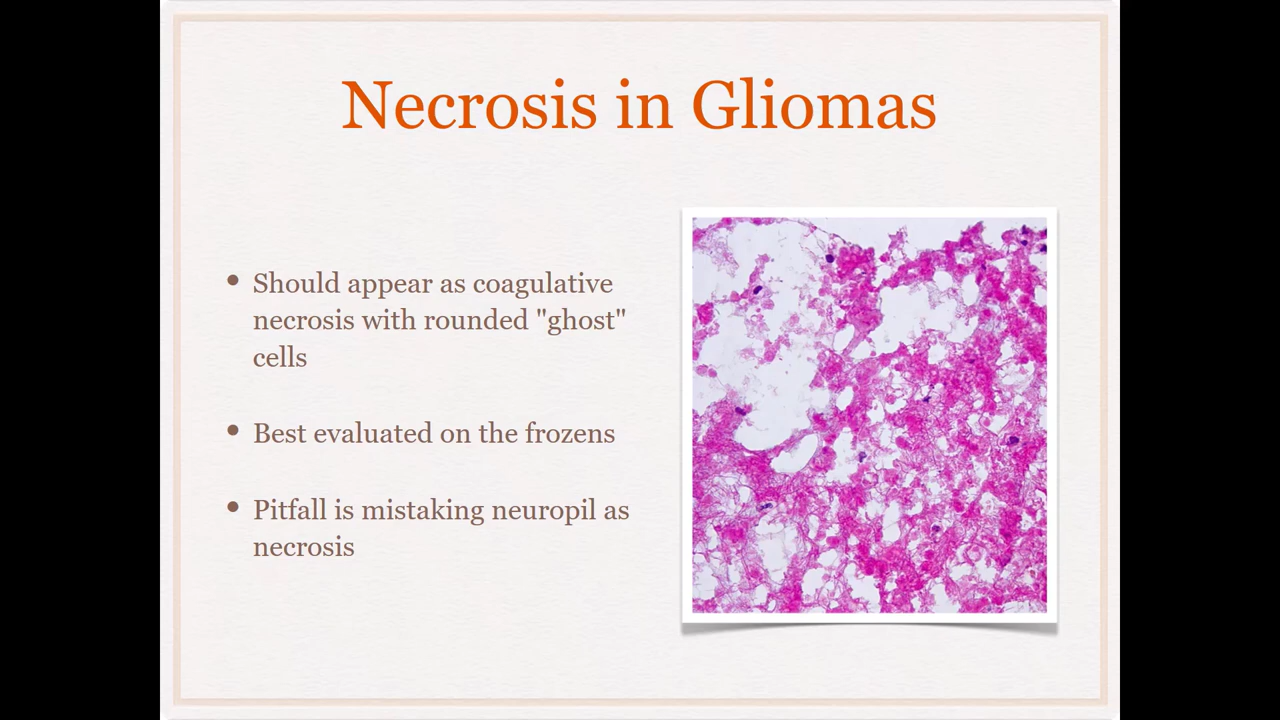 Necrosis in Gliomas
• Should appear as coagulative
necrosis with rounded "ghost"
cells
• Best evaluated on the frozens
• Pitfall is mistaking neuropil as
necrosis